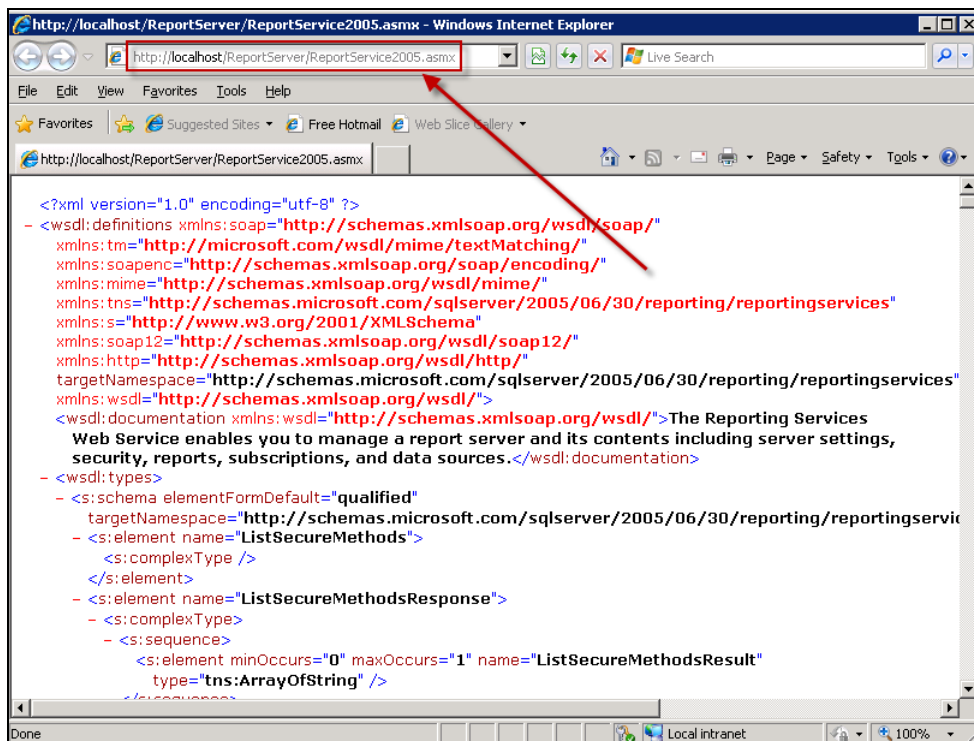 http://localhost/ReportServer/ReportService2005.asmx - Windows Internet Explorer
http://localhost/ReportServer/ReportService2005.asmx
Live Search
File Edit View Favorites Tools Help
Favorites Suggested Sites Free Hotmail Web Slice Gallery
http://localhost/ReportServer/ReportService2005.asmx
Page Safety Tools
<?xml version="1.0" encoding="utf-8" ?>
- <wsdl:definitions xmlns:soap="http://schemas.xmlsoap.org/wsdl/soap/"
xmlns:tm="http://microsoft.com/wsdl/mime/textMatching/"
xmlns:soapenc="http://schemas.xmlsoap.org/soap/encoding/"
xmlns:mime="http://schemas.xmlsoap.org/wsdl/mime/"
xmlns:tns="http://schemas.microsoft.com/sqlserver/2005/06/30/reporting/reportingservices"
xmlns:s="http://www.w3.org/2001/XMLSchema"
xmlns:soap12="http://schemas.xmlsoap.org/wsdl/soap12/"
xmlns:http="http://schemas.xmlsoap.org/wsdl/http/"
targetNamespace="http://schemas.microsoft.com/sqlserver/2005/06/30/reporting/reportingservices"
xmlns:wsdl="http://schemas.xmlsoap.org/wsdl/">
<wsdl:documentation xmlns:wsdl="http://schemas.xmlsoap.org/wsdl/">The Reporting Services
Web Service enables you to manage a report server and its contents including server settings,
security, reports, subscriptions, and data sources.</wsdl:documentation>
- <wsdl:types>
- <s:schema elementFormDefault="qualified"
targetNamespace="http://schemas.microsoft.com/sqlserver/2005/06/30/reporting/reportingservic
- <s:element name="ListSecureMethods">
<s:complexType />
</s:element>
- <s:element name="ListSecureMethodsResponse">
- <s:complexType>
- <s:sequence>
<s:element minOccurs="0" maxOccurs="1" name="ListSecureMethodsResult"
type="tns:ArrayOfString" />
</s:sequence>
Done Local intranet 100%